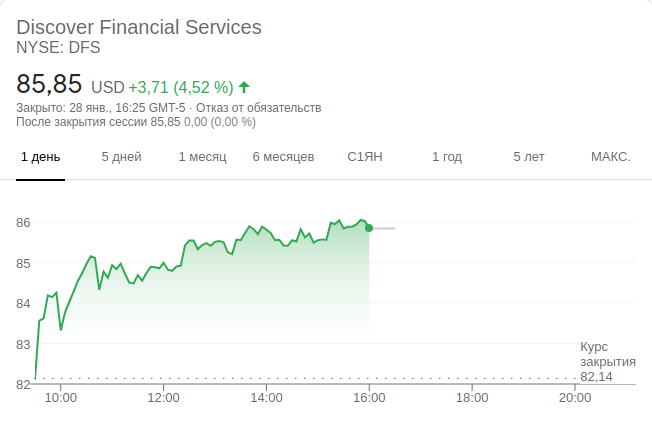 Discover Financial Services
NYSE: DFS
85,85 USD +3,71 (4,52 %)
Закрыто: 28 янв., 16:25 GMT-5 · Отказ от обязательств
После закрытия сессии 85,85 0,00 (0,00 %)
1 день 5 дней 1 месяц 6 месяцев С1ЯН 1 год 5 лет МАКС.
86
85
84
83
82
Курс
закрытия
82,14
10:00 12:00 14:00 16:00 18:00 20:00